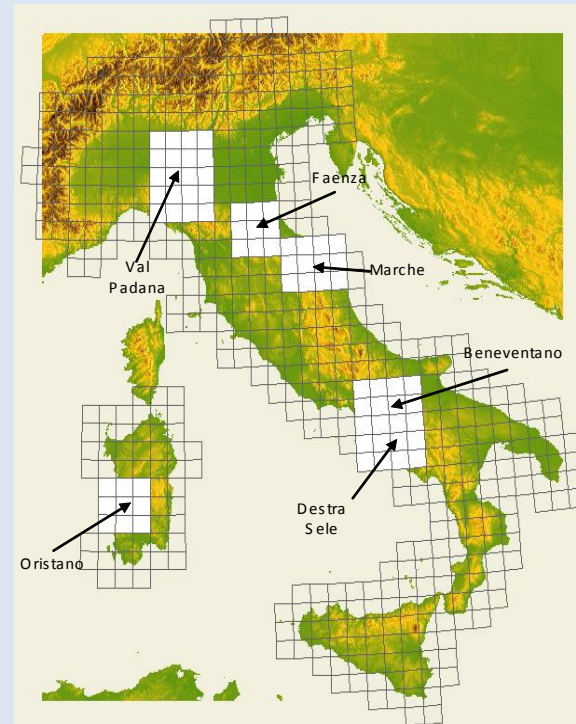 Faenza
Val
Padana
Marche
Beneventano
Destra
Sele
Oristano